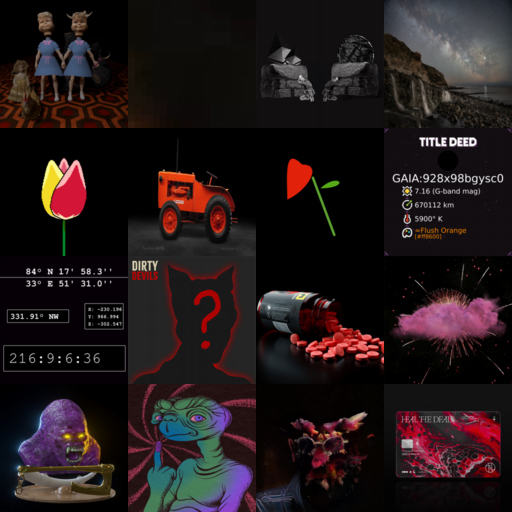 TITLE DEED
GAIA:928x98bgysc0
7.16 (G-band mag)
670112 km
5900° K
≈Flush Orange
[#ff8600]
84° N 17' 58.3''
33° E 51' 31.0''
331.91° NW
X: -230.196
Y: 966.994
Z: -302.547
216:9:6:36
DIRTY
DEVILS
?
HEAL THE DEAD